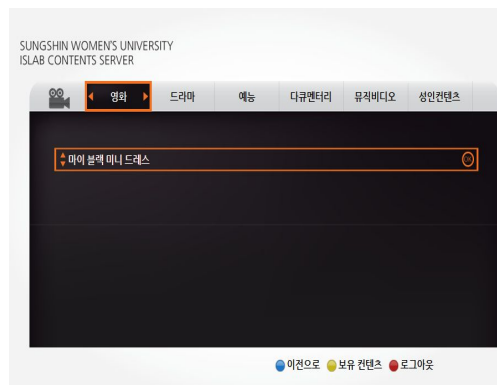 SUNGSHIN WOMEN'S UNIVERSITY
ISLAB CONTENTS SERVER
영화 드라마 예능 다큐멘터리 뮤직비디오 성인컨텐츠
마이 블랙 미니 드레스 OK
이전으로 보유 컨텐츠 로그아웃